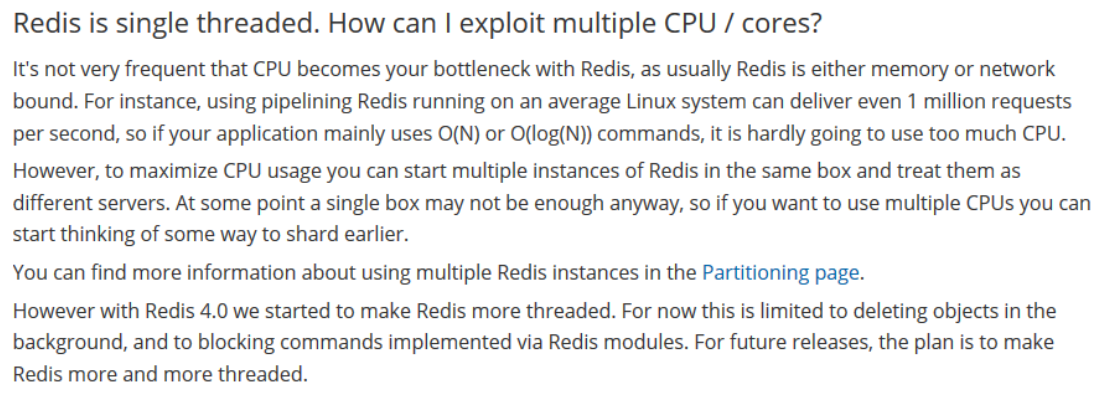 Redis is single threaded. How can I exploit multiple CPU / cores?
It's not very frequent that CPU becomes your bottleneck with Redis, as usually Redis is either memory or network
bound. For instance, using pipelining Redis running on an average Linux system can deliver even 1 million requests
per second, so if your application mainly uses O(N) or O(log(N)) commands, it is hardly going to use too much CPU.
However, to maximize CPU usage you can start multiple instances of Redis in the same box and treat them as
different servers. At some point a single box may not be enough anyway, so if you want to use multiple CPUs you can
start thinking of some way to shard earlier.
You can find more information about using multiple Redis instances in the Partitioning page.
However with Redis 4.0 we started to make Redis more threaded. For now this is limited to deleting objects in the
background, and to blocking commands implemented via Redis modules. For future releases, the plan is to make
Redis more and more threaded.